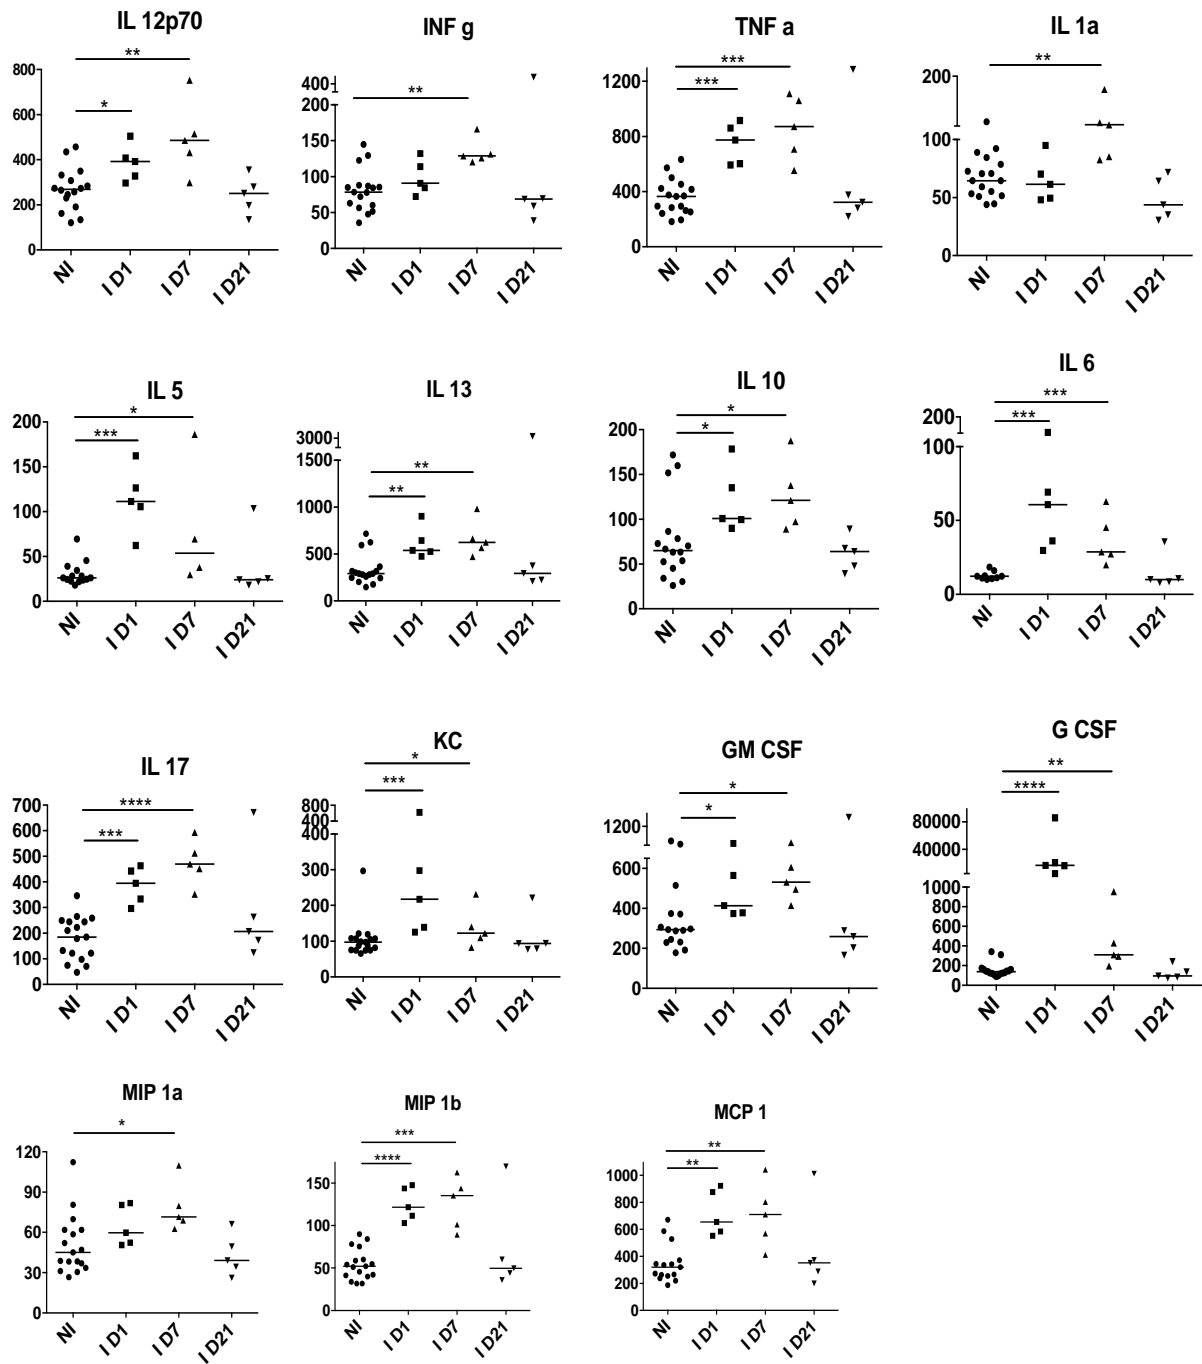 IL 12p70
**
*
800
600
400
200
0
NI
I D1
I D7
I D21
INF g
**
400
200
200
150
100
50
0
NI
I D1
I D7
I D21
TNF a
***
***
1200
800
400
0
NI
I D1
I D7
I D21
IL 1a
**
200
100
50
0
NI
I D1
I D7
I D21
IL 5
*
***
200
150
100
50
0
NI
I D1
I D7
I D21
IL 13
**
**
3000
1500
1000
500
0
NI
I D1
I D7
I D21
IL 10
*
*
200
150
100
50
0
NI
I D1
I D7
I D21
IL 6
***
***
200
100
50
0
NI
I D1
I D7
I D21
IL 17
****
***
700
600
500
400
300
200
100
0
NI
I D1
I D7
I D21
KC
*
***
800
600
400
400
300
200
100
0
NI
I D1
I D7
I D21
GM CSF
*
*
1200
600
400
200
0
NI
I D1
I D7
I D21
G CSF
**
****
80000
40000
1000
800
600
400
200
0
NI
I D1
I D7
I D21
MIP 1a
*
120
90
60
30
0
NI
I D1
I D7
I D21
MIP 1b
***
****
150
100
50
0
NI
I D1
I D7
I D21
MCP 1
**
**
1000
800
600
400
200
0
NI
I D1
I D7
I D21